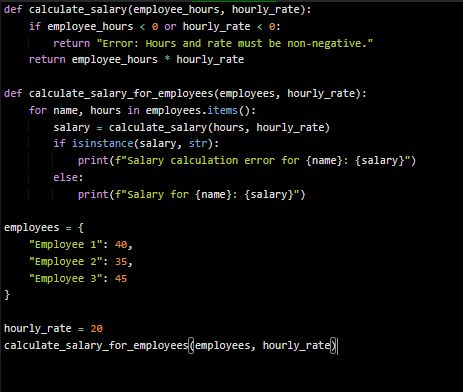 def calculate_salary(employee_hours, hourly_rate):
    if employee_hours < 0 or hourly_rate < 0:
        return "Error: Hours and rate must be non-negative."
    return employee_hours * hourly_rate

def calculate_salary_for_employees(employees, hourly_rate):
    for name, hours in employees.items():
        salary = calculate_salary(hours, hourly_rate)
        if isinstance(salary, str):
            print(f"Salary calculation error for {name}: {salary}")
        else:
            print(f"Salary for {name}: {salary}")

employees = {
    "Employee 1": 40,
    "Employee 2": 35,
    "Employee 3": 45
}

hourly_rate = 20
calculate_salary_for_employees(employees, hourly_rate)